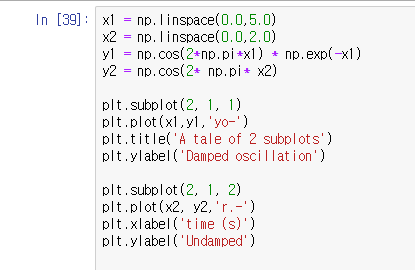 In [39]:
x1 = np.linspace(0.0,5.0)
x2 = np.linspace(0.0,2.0)
y1 = np.cos(2*np.pi*x1) * np.exp(-x1)
y2 = np.cos(2* np.pi* x2)
plt.subplot(2, 1, 1)
plt.plot(x1,y1,'yo-')
plt.title('A tale of 2 subplots')
plt.ylabel('Damped oscillation')
plt.subplot(2, 1, 2)
plt.plot(x2, y2,'r.-')
plt.xlabel('time (s)')
plt.ylabel('Undamped')